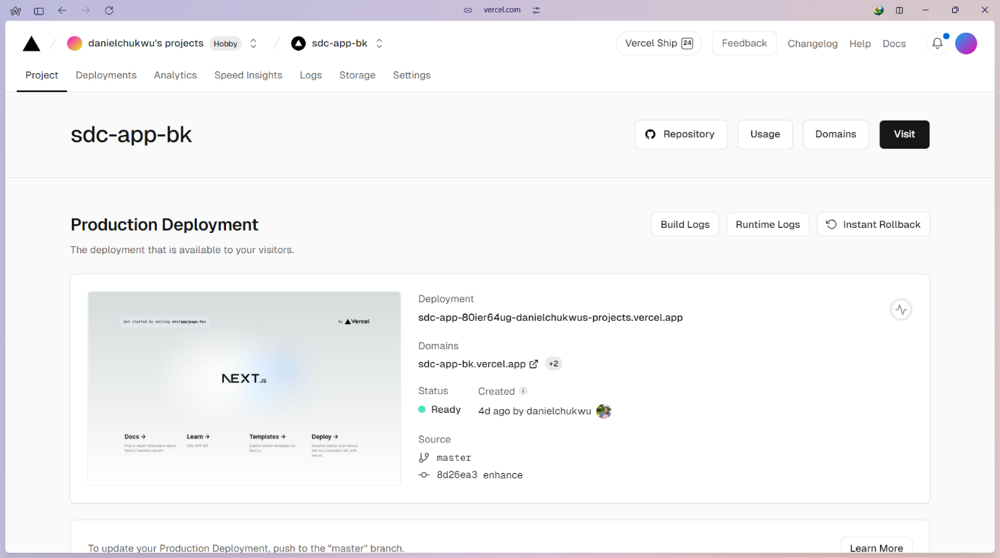 vercel.com
danielchukwu's projects Hobby
sdc-app-bk
Vercel Ship 24
Feedback
Changelog
Help
Docs
Project
Deployments
Analytics
Speed Insights
Logs
Storage
Settings
sdc-app-bk
Repository
Usage
Domains
Visit
Production Deployment
The deployment that is available to your visitors.
Build Logs
Runtime Logs
Instant Rollback
Get started by editing src/app/page.tsx
By Vercel
NEXT.JS
Docs →
Find in-depth information about
Next.js features and API.
Learn →
SDC APP API
Templates →
Explore starter templates for
Next.js.
Deploy →
Instantly deploy your Next.js
site to a shareable URL with
Vercel.
Deployment
sdc-app-80ier64ug-danielchukwus-projects.vercel.app
Domains
sdc-app-bk.vercel.app +2
Status
Ready
Created
4d ago by danielchukwu
Source
master
8d26ea3 enhance
To update your Production Deployment, push to the "master" branch.
Learn More